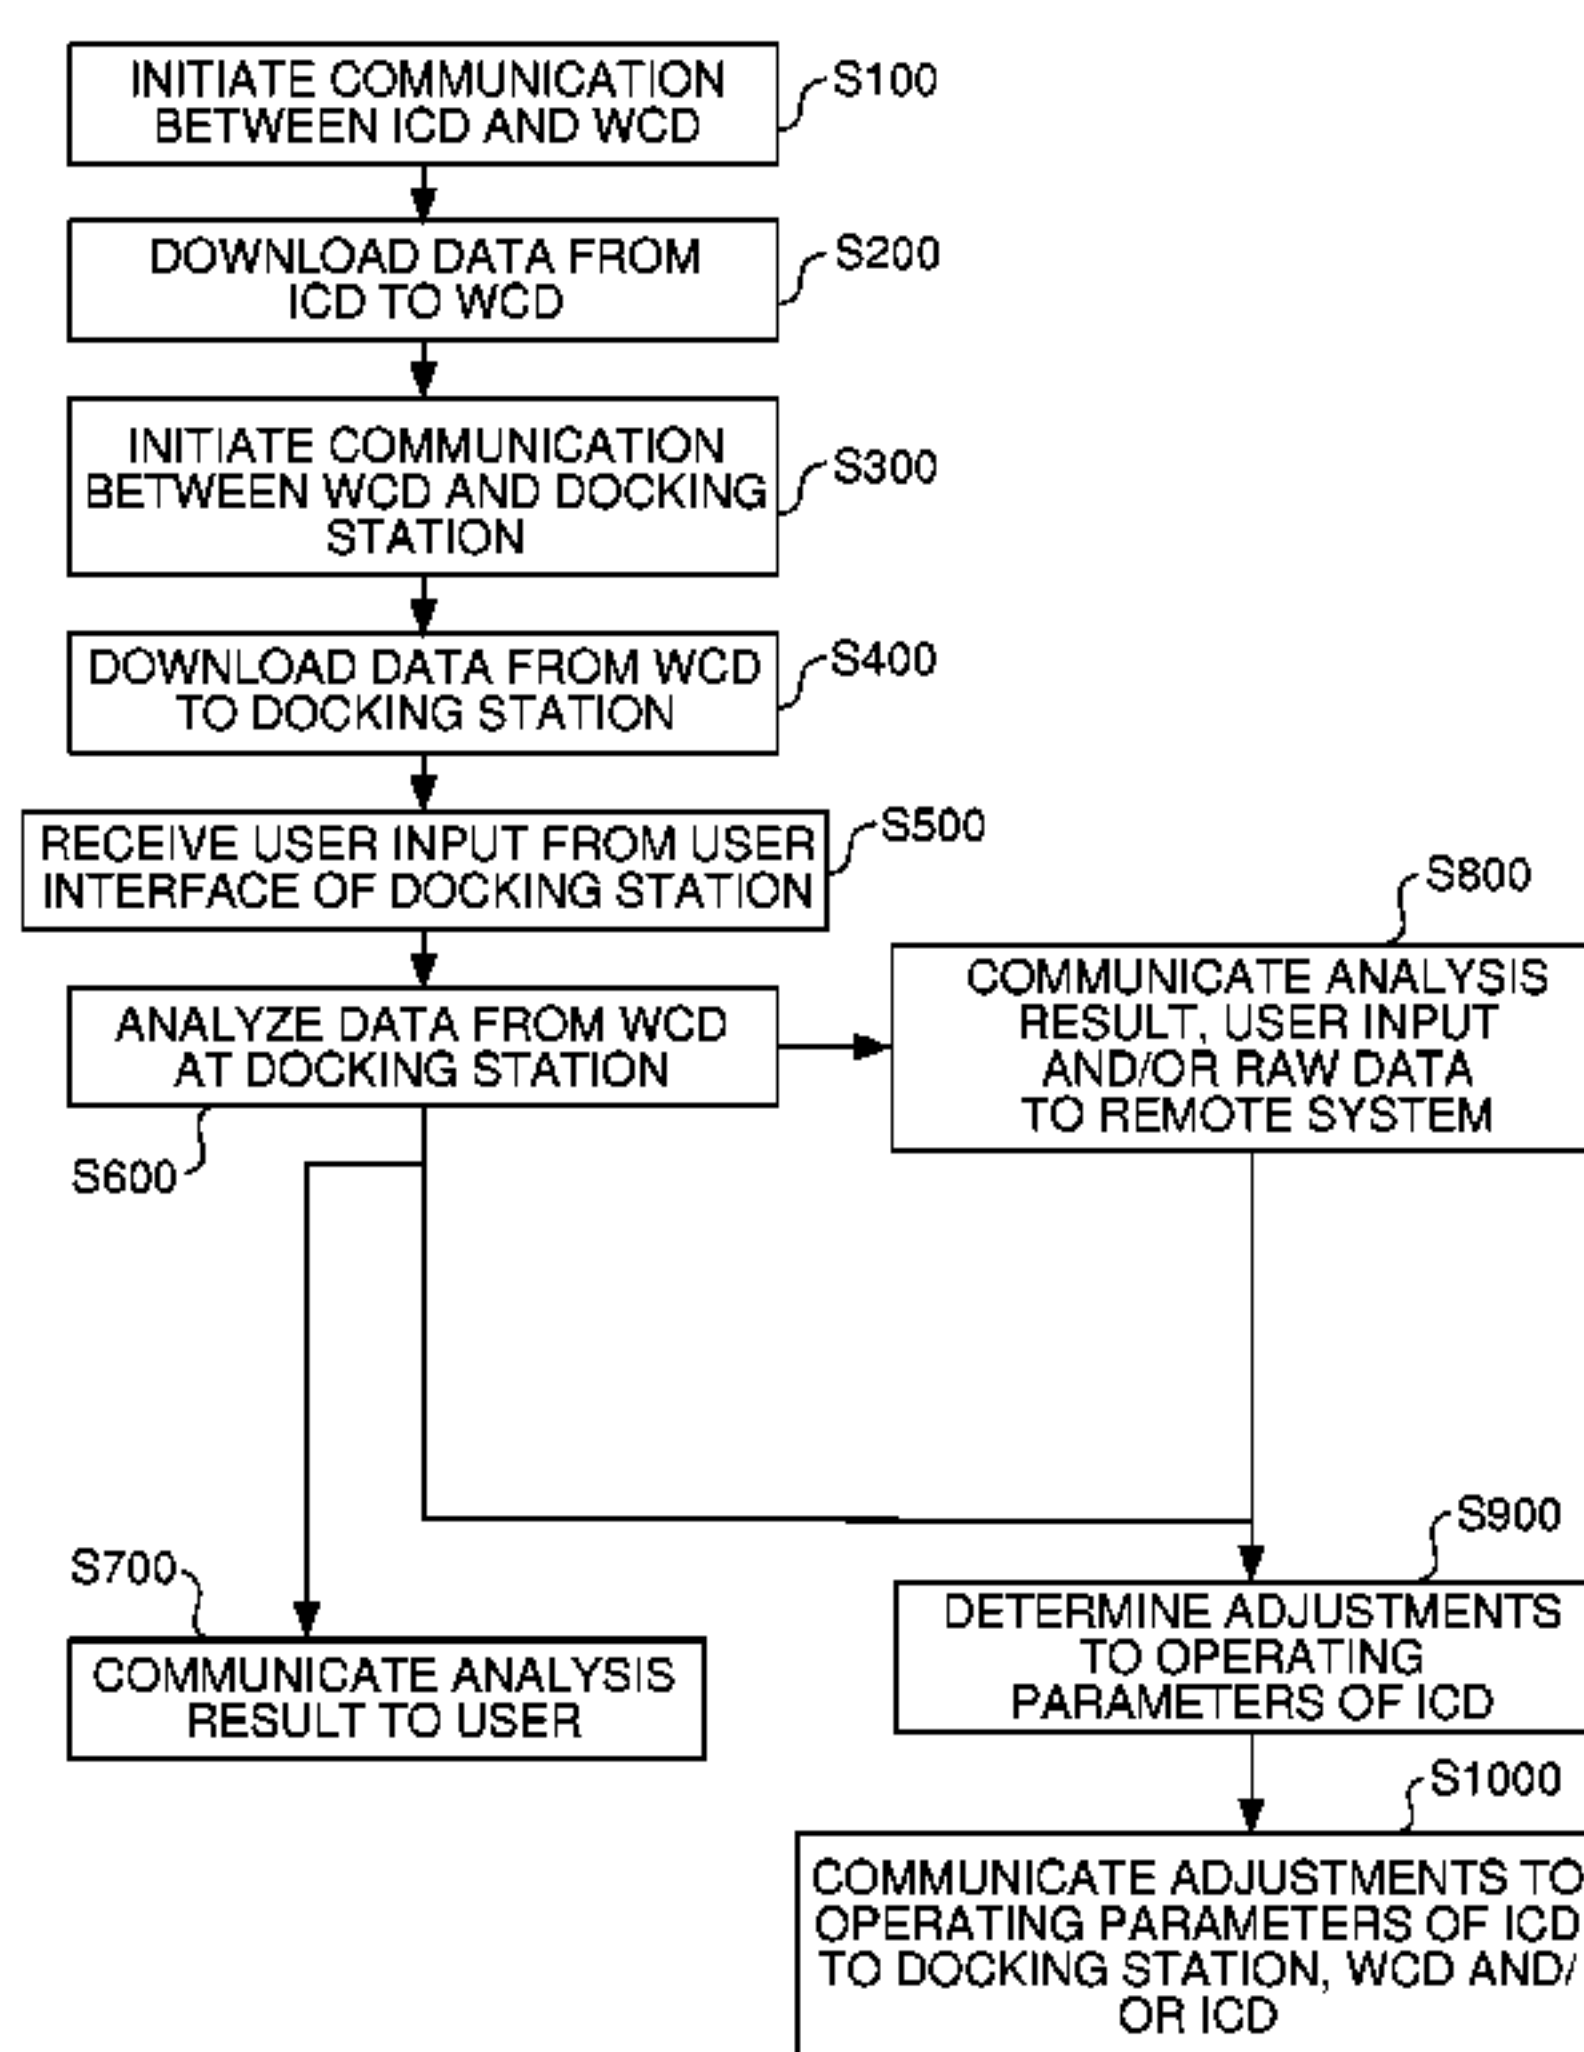 INITIATE COMMUNICATION
BETWEEN ICD AND WCD
S100
DOWNLOAD DATA FROM
ICD TO WCD
S200
INITIATE COMMUNICATION
BETWEEN WCD AND DOCKING
STATION
S300
DOWNLOAD DATA FROM WCD
TO DOCKING STATION
S400
RECEIVE USER INPUT FROM USER
INTERFACE OF DOCKING STATION
S500
ANALYZE DATA FROM WCD
AT DOCKING STATION
S600
S800
COMMUNICATE ANALYSIS
RESULT, USER INPUT
AND/OR RAW DATA
TO REMOTE SYSTEM
S700
COMMUNICATE ANALYSIS
RESULT TO USER
S900
DETERMINE ADJUSTMENTS
TO OPERATING
PARAMETERS OF ICD
S1000
COMMUNICATE ADJUSTMENTS TO
OPERATING PARAMETERS OF ICD
TO DOCKING STATION, WCD AND/
OR ICD